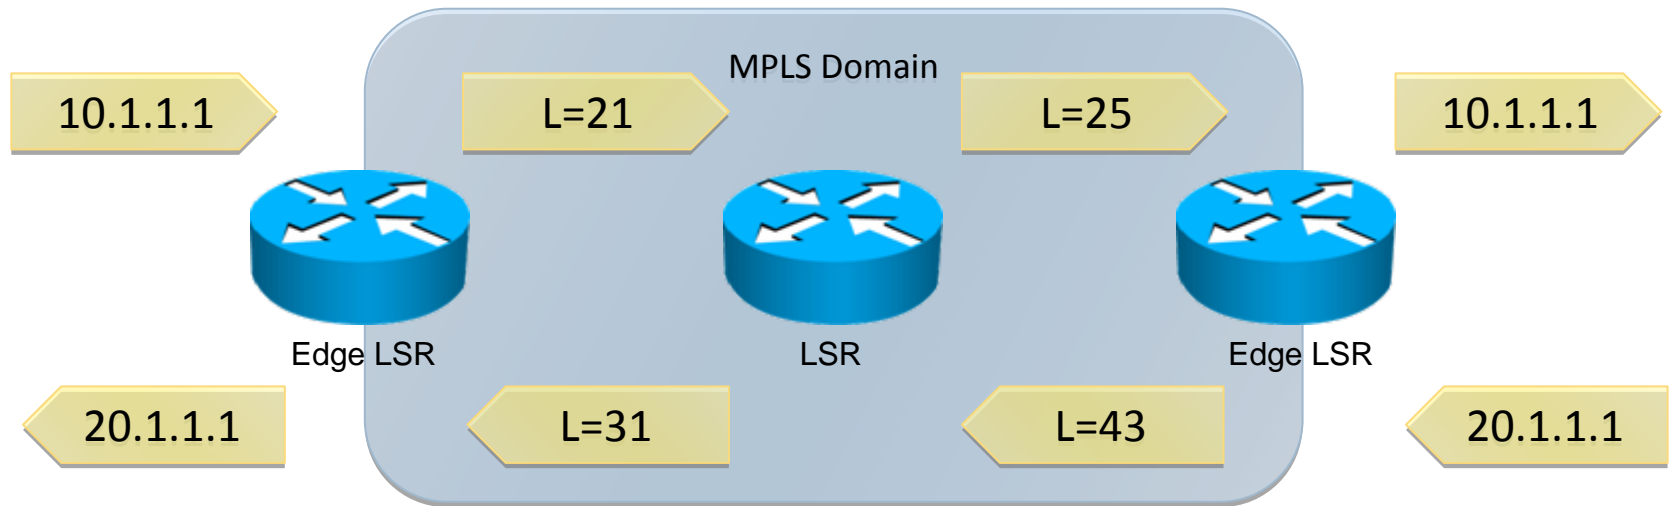 MPLS Domain
10.1.1.1
L=21
L=25
10.1.1.1
Edge LSR
LSR
Edge LSR
20.1.1.1
L=31
L=43
20.1.1.1